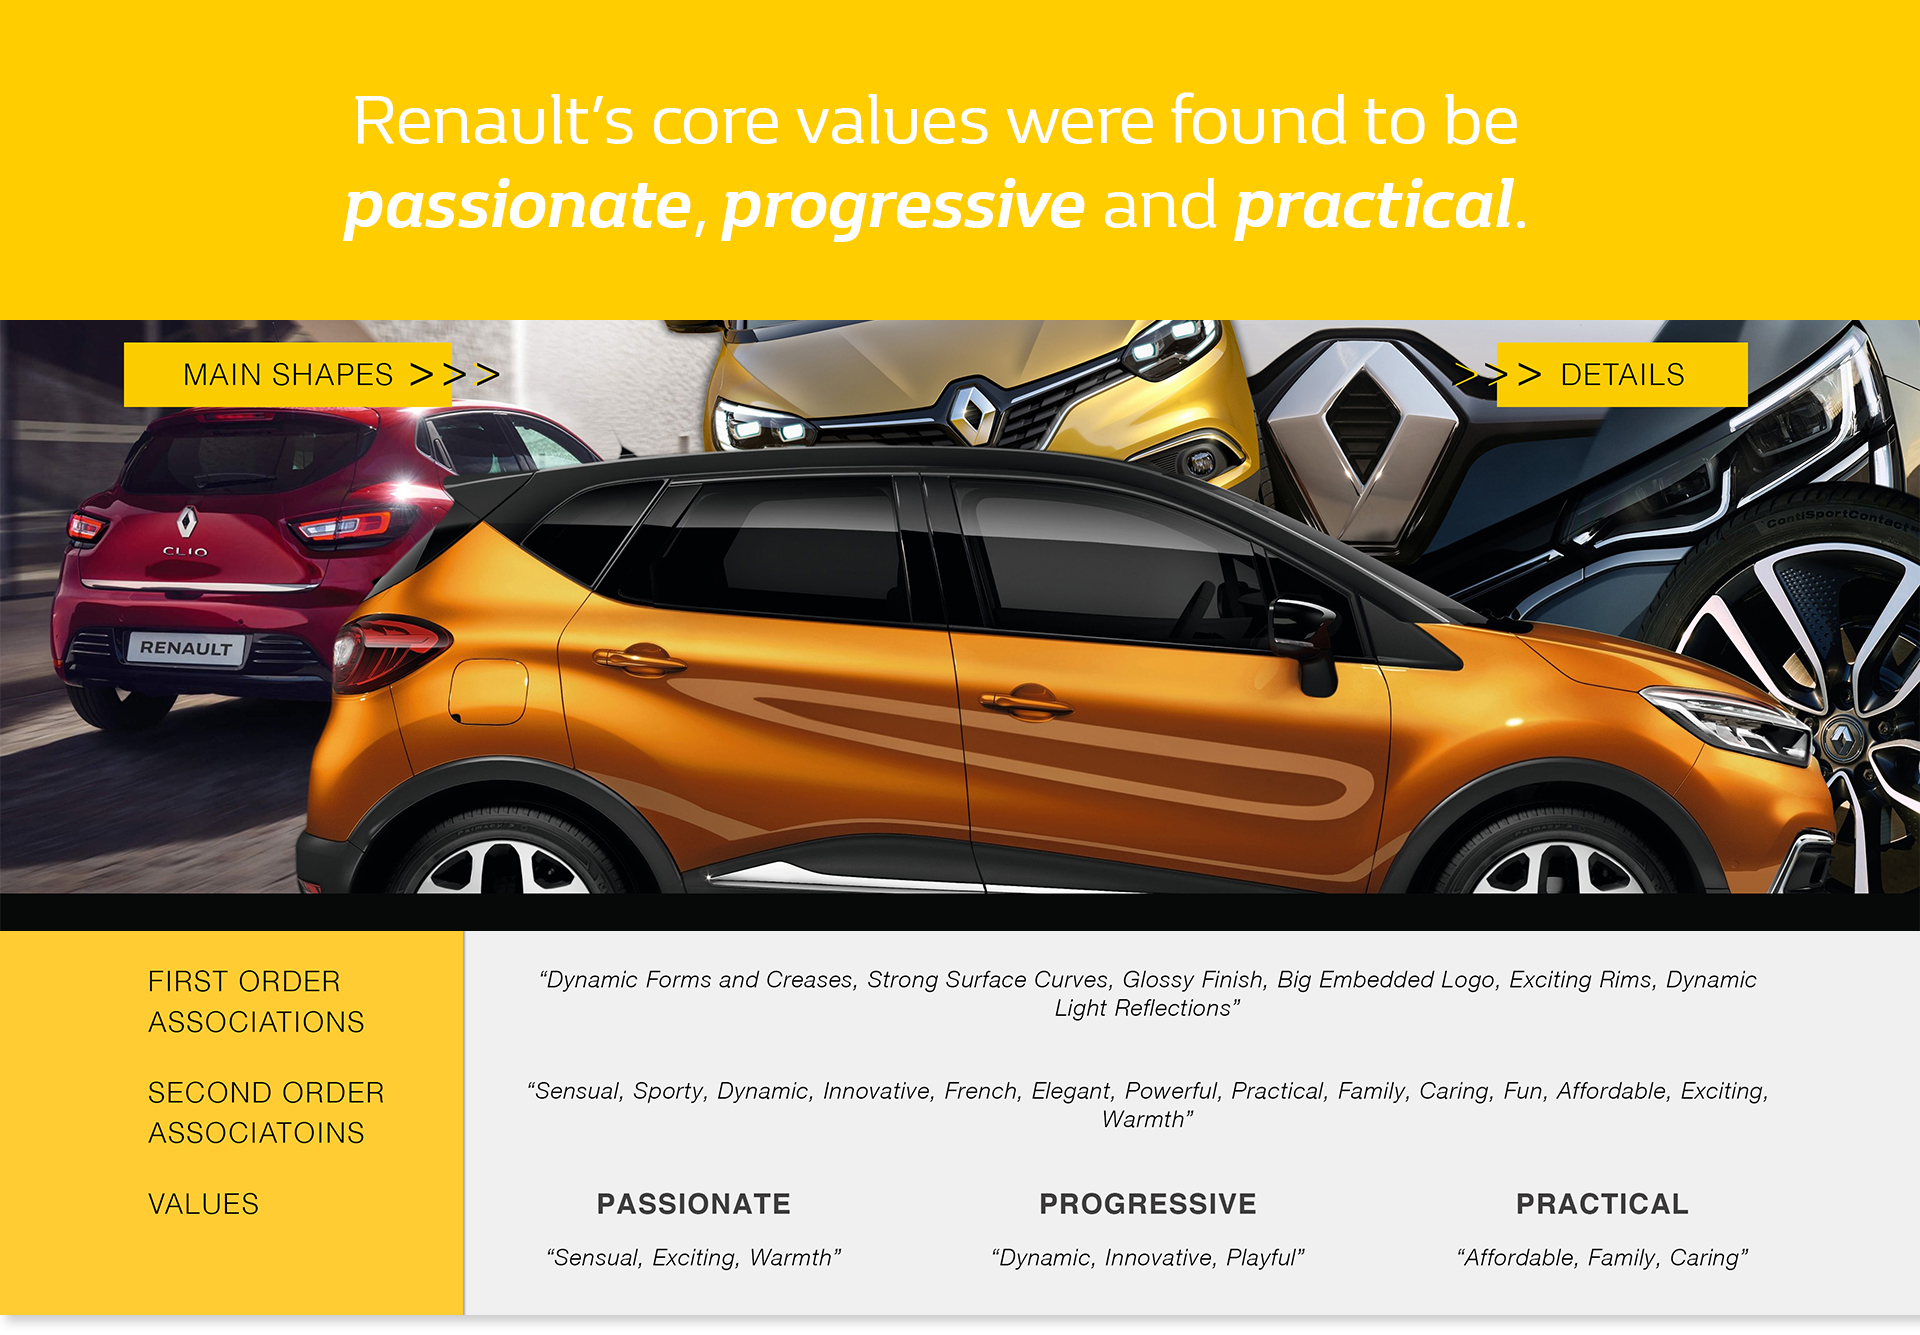 Renault’s core values were found to be
passionate, progressive and practical.
MAIN SHAPES >>>
>>> DETAILS
CLIO
RENAULT
ContiSportContact
FIRST ORDER
ASSOCIATIONS
“Dynamic Forms and Creases, Strong Surface Curves, Glossy Finish, Big Embedded Logo, Exciting Rims, Dynamic
Light Reflections”
SECOND ORDER
ASSOCIATOINS
“Sensual, Sporty, Dynamic, Innovative, French, Elegant, Powerful, Practical, Family, Caring, Fun, Affordable, Exciting,
Warmth”
VALUES
PASSIONATE
PROGRESSIVE
PRACTICAL
“Sensual, Exciting, Warmth”
“Dynamic, Innovative, Playful”
“Affordable, Family, Caring”